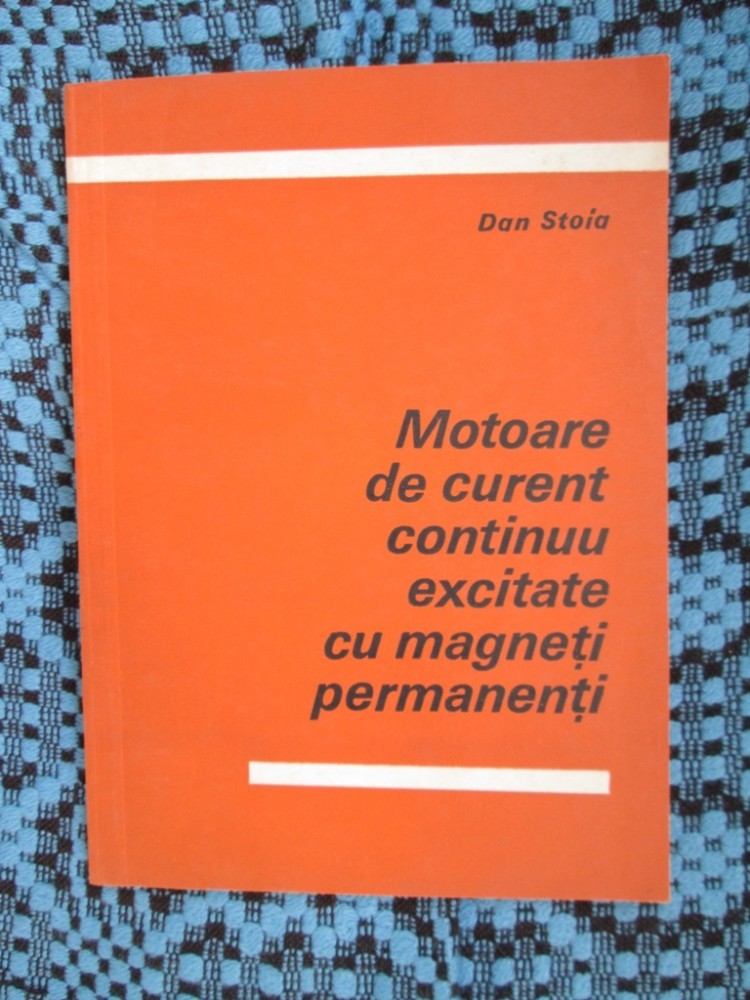 Dan Stoia
Motoare
de curent
continuu
excitate
cu magneți
permanenți